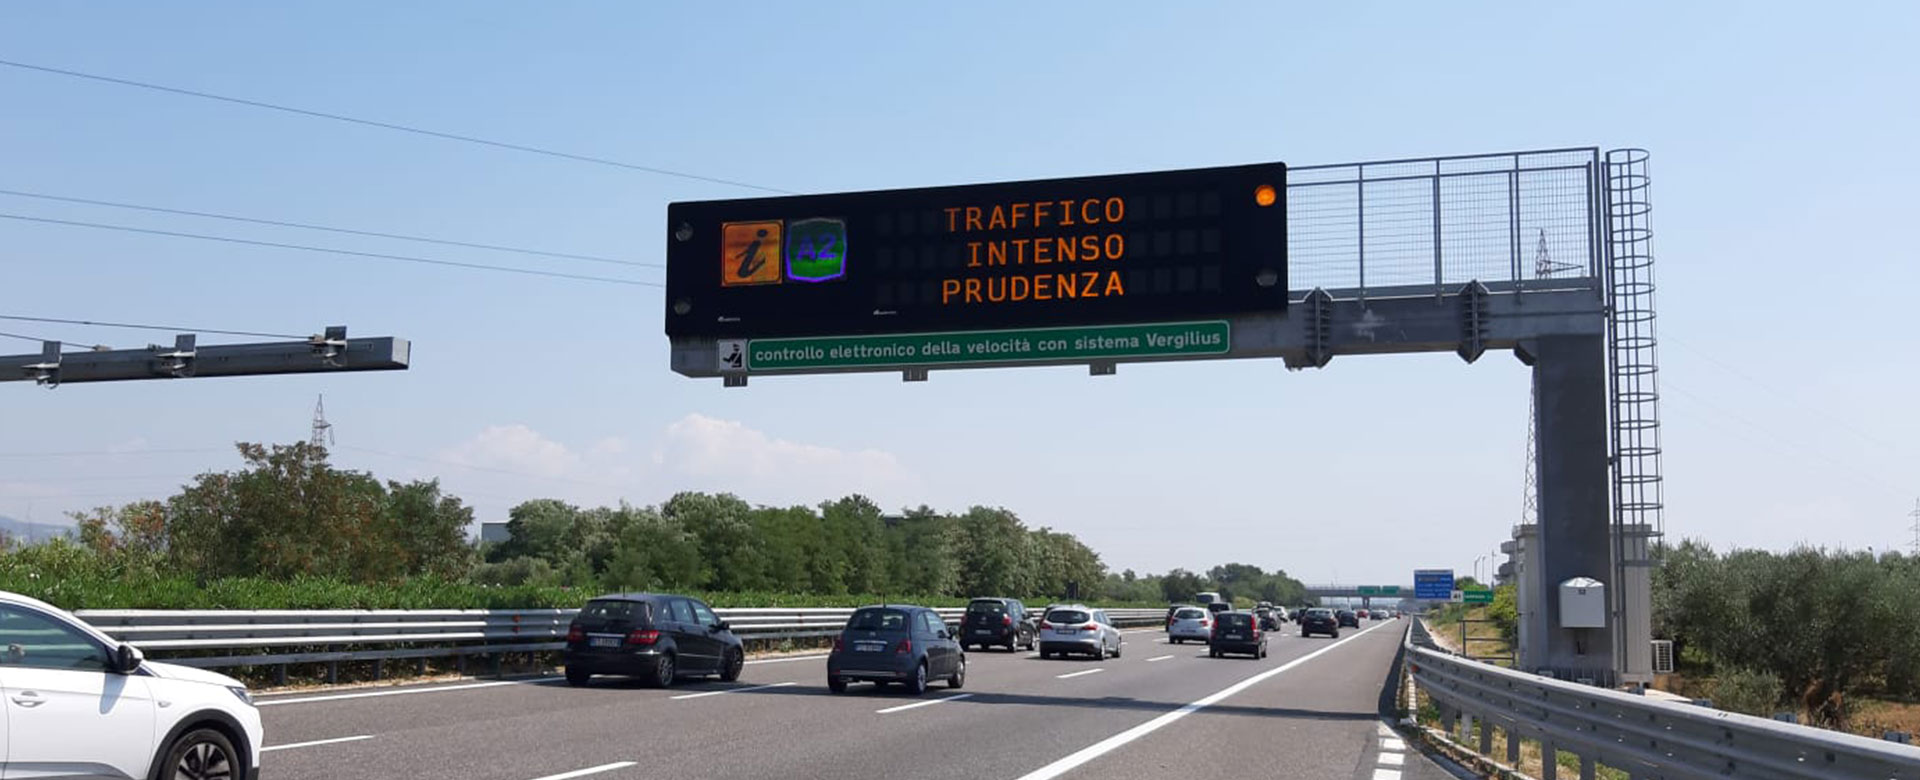 i
A2
TRAFFICO
INTENSO
PRUDENZA
controllo elettronico della velocità con sistema Vergilius